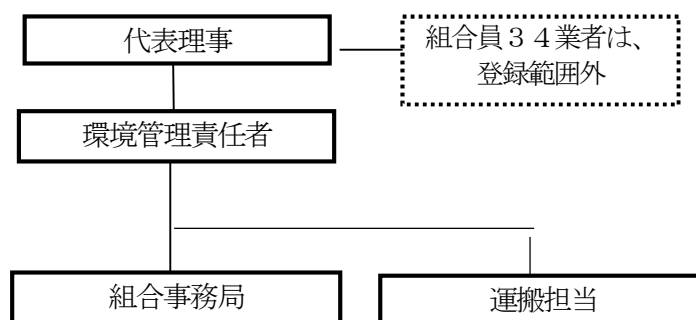 代表理事
組合員３４業者は、
登録範囲外
環境管理責任者
組合事務局
運搬担当